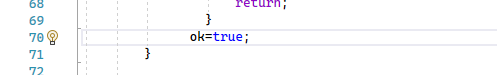 68 return;
69 }
70 ok=true;
71 }
72